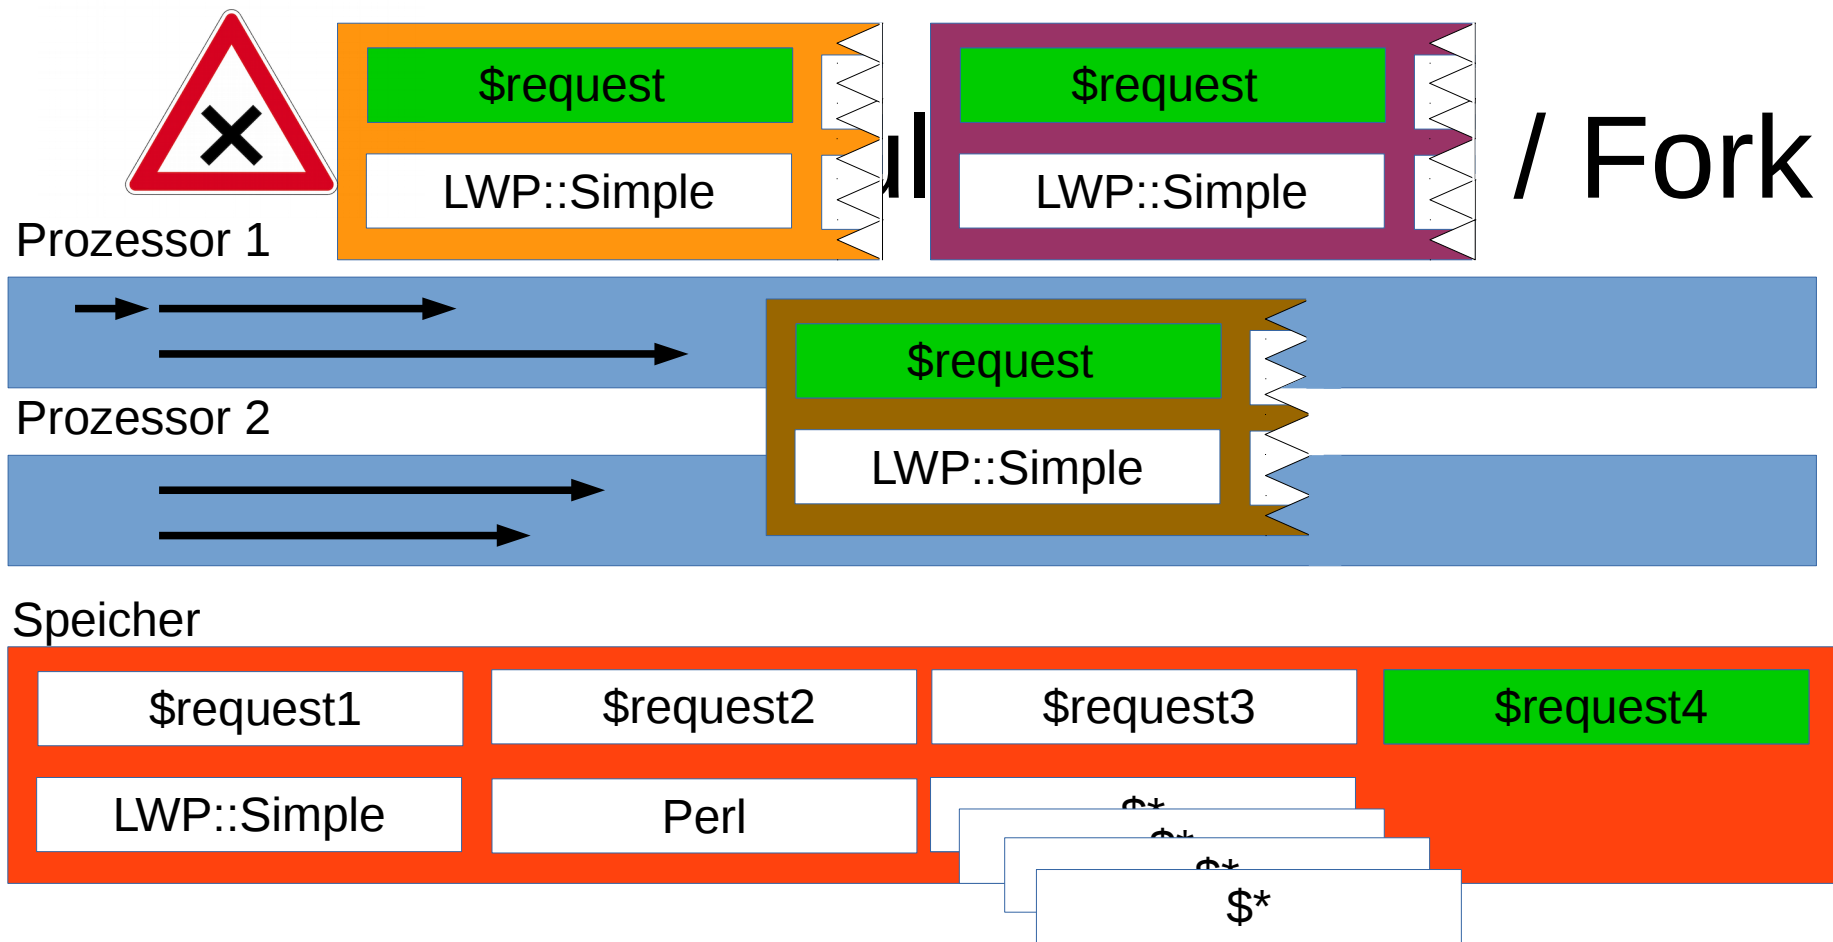 $request
$request
/ Fork
LWP::Simple
LWP::Simple
Prozessor 1
$request
Prozessor 2
LWP::Simple
Speicher
$request1
$request2
$request3
$request4
LWP::Simple
Perl
$*
$*
$*
$*